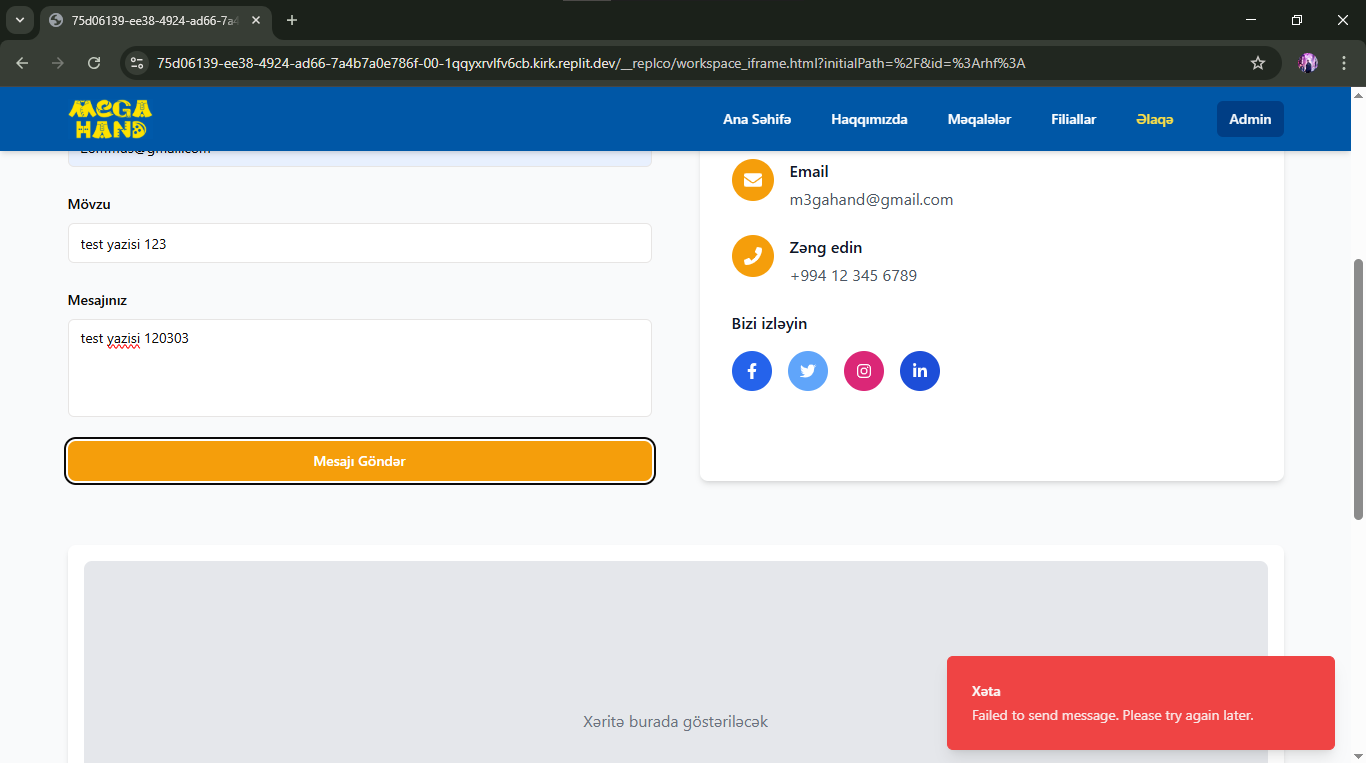 75d06139-ee38-4924-ad66-7a4
75d06139-ee38-4924-ad66-7a4b7a0e786f-00-1qqyxrvlfv6cb.kirk.replit.dev/__replco/workspace_iframe.html?initialPath=%2F&id=%3Arhf%3A
MEGA
HAND
Ana Səhifə
Haqqımızda
Məqalələr
Filiallar
Əlaqə
Admin
Mövzu
test yazisi 123
Mesajınız
test yazisi 120303
Mesajı Göndər
Email
m3gahand@gmail.com
Zəng edin
+994 12 345 6789
Bizi izləyin
Xəritə burada göstəriləcək
Xəta
Failed to send message. Please try again later.